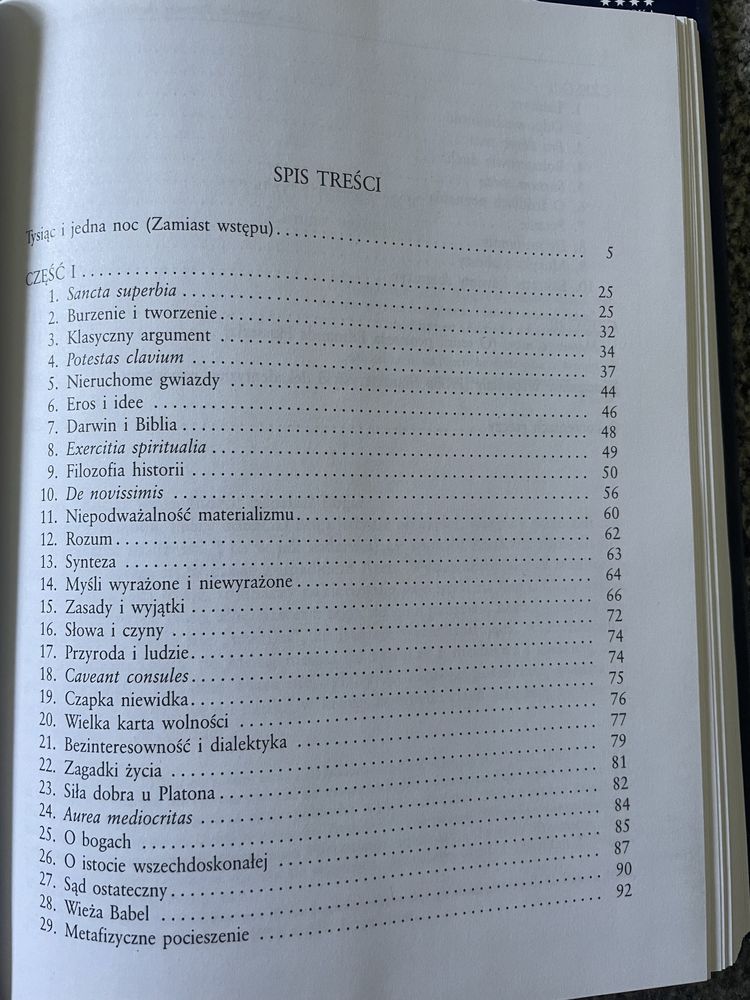 SPIS TREŚCI
Tysiąc i jedna noc (Zamiast wstępu) . . . . . 5
CZĘŚĆ I . . . . . 25
1. Sancta superbia . . . . . 25
2. Burzenie i tworzenie . . . . . 32
3. Klasyczny argument . . . . . 34
4. Potestas clavium . . . . . 37
5. Nieruchome gwiazdy . . . . . 44
6. Eros i idee . . . . . 46
7. Darwin i Biblia . . . . . 48
8. Exercitia spiritualia . . . . . 49
9. Filozofia historii . . . . . 50
10. De novissimis . . . . . 56
11. Niepodważalność materializmu . . . . . 60
12. Rozum . . . . . 62
13. Synteza . . . . . 63
14. Myśli wyrażone i niewyrażone . . . . . 64
15. Zasady i wyjątki . . . . . 66
16. Słowa i czyny . . . . . 72
17. Przyroda i ludzie . . . . . 74
18. Caveant consules . . . . . 74
19. Czapka niewidka . . . . . 75
20. Wielka karta wolności . . . . . 76
21. Bezinteresowność i dialektyka . . . . . 77
22. Zagadki życia . . . . . 79
23. Siła dobra u Platona . . . . . 81
24. Aurea mediocritas . . . . . 82
25. O bogach . . . . . 84
26. O istocie wszechdoskonałej . . . . . 85
27. Sąd ostateczny . . . . . 87
28. Wieża Babel . . . . . 90
29. Metafizyczne pocieszenie . . . . . 92